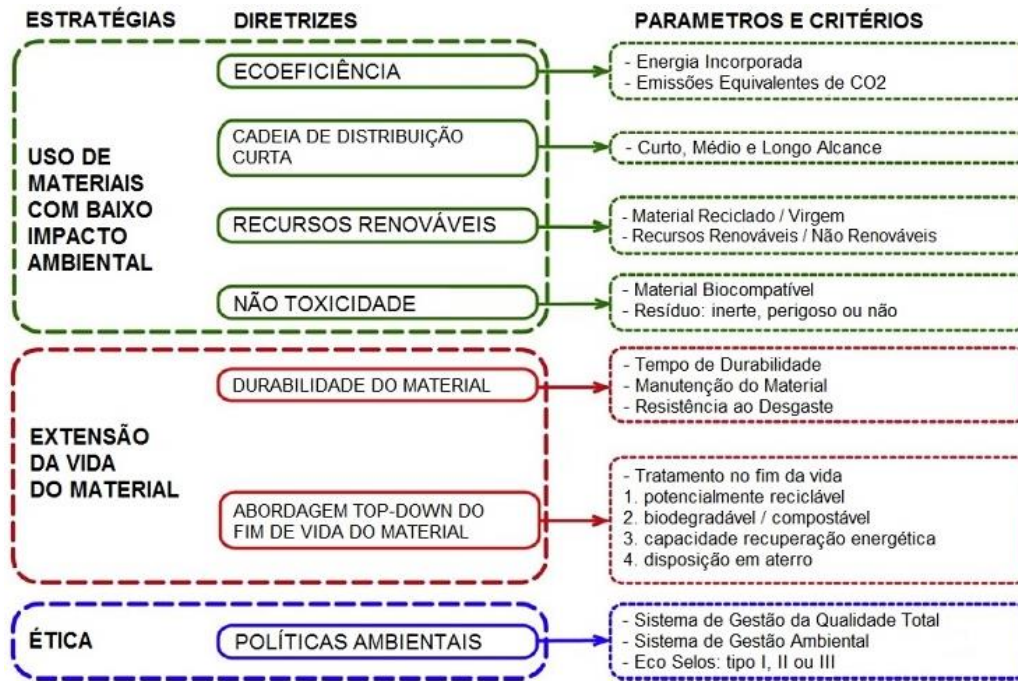 ESTRATÉGIAS
DIRETRIZES
PARAMETROS E CRITÉRIOS
USO DE
MATERIAIS
COM BAIXO
IMPACTO
AMBIENTAL
ECOEFICIÊNCIA
- Energia Incorporada
- Emissões Equivalentes de CO2
CADEIA DE DISTRIBUIÇÃO
CURTA
- Curto, Médio e Longo Alcance
RECURSOS RENOVÁVEIS
- Material Reciclado / Virgem
- Recursos Renováveis / Não Renováveis
NÃO TOXICIDADE
- Material Biocompatível
- Resíduo: inerte, perigoso ou não
EXTENSÃO
DA VIDA
DO MATERIAL
DURABILIDADE DO MATERIAL
- Tempo de Durabilidade
- Manutenção do Material
- Resistência ao Desgaste
ABORDAGEM TOP-DOWN DO
FIM DE VIDA DO MATERIAL
- Tratamento no fim da vida
1. potencialmente reciclável
2. biodegradável / compostável
3. capacidade recuperação energética
4. disposição em aterro
ÉTICA
POLÍTICAS AMBIENTAIS
- Sistema de Gestão da Qualidade Total
- Sistema de Gestão Ambiental
- Eco Selos: tipo I, II ou III